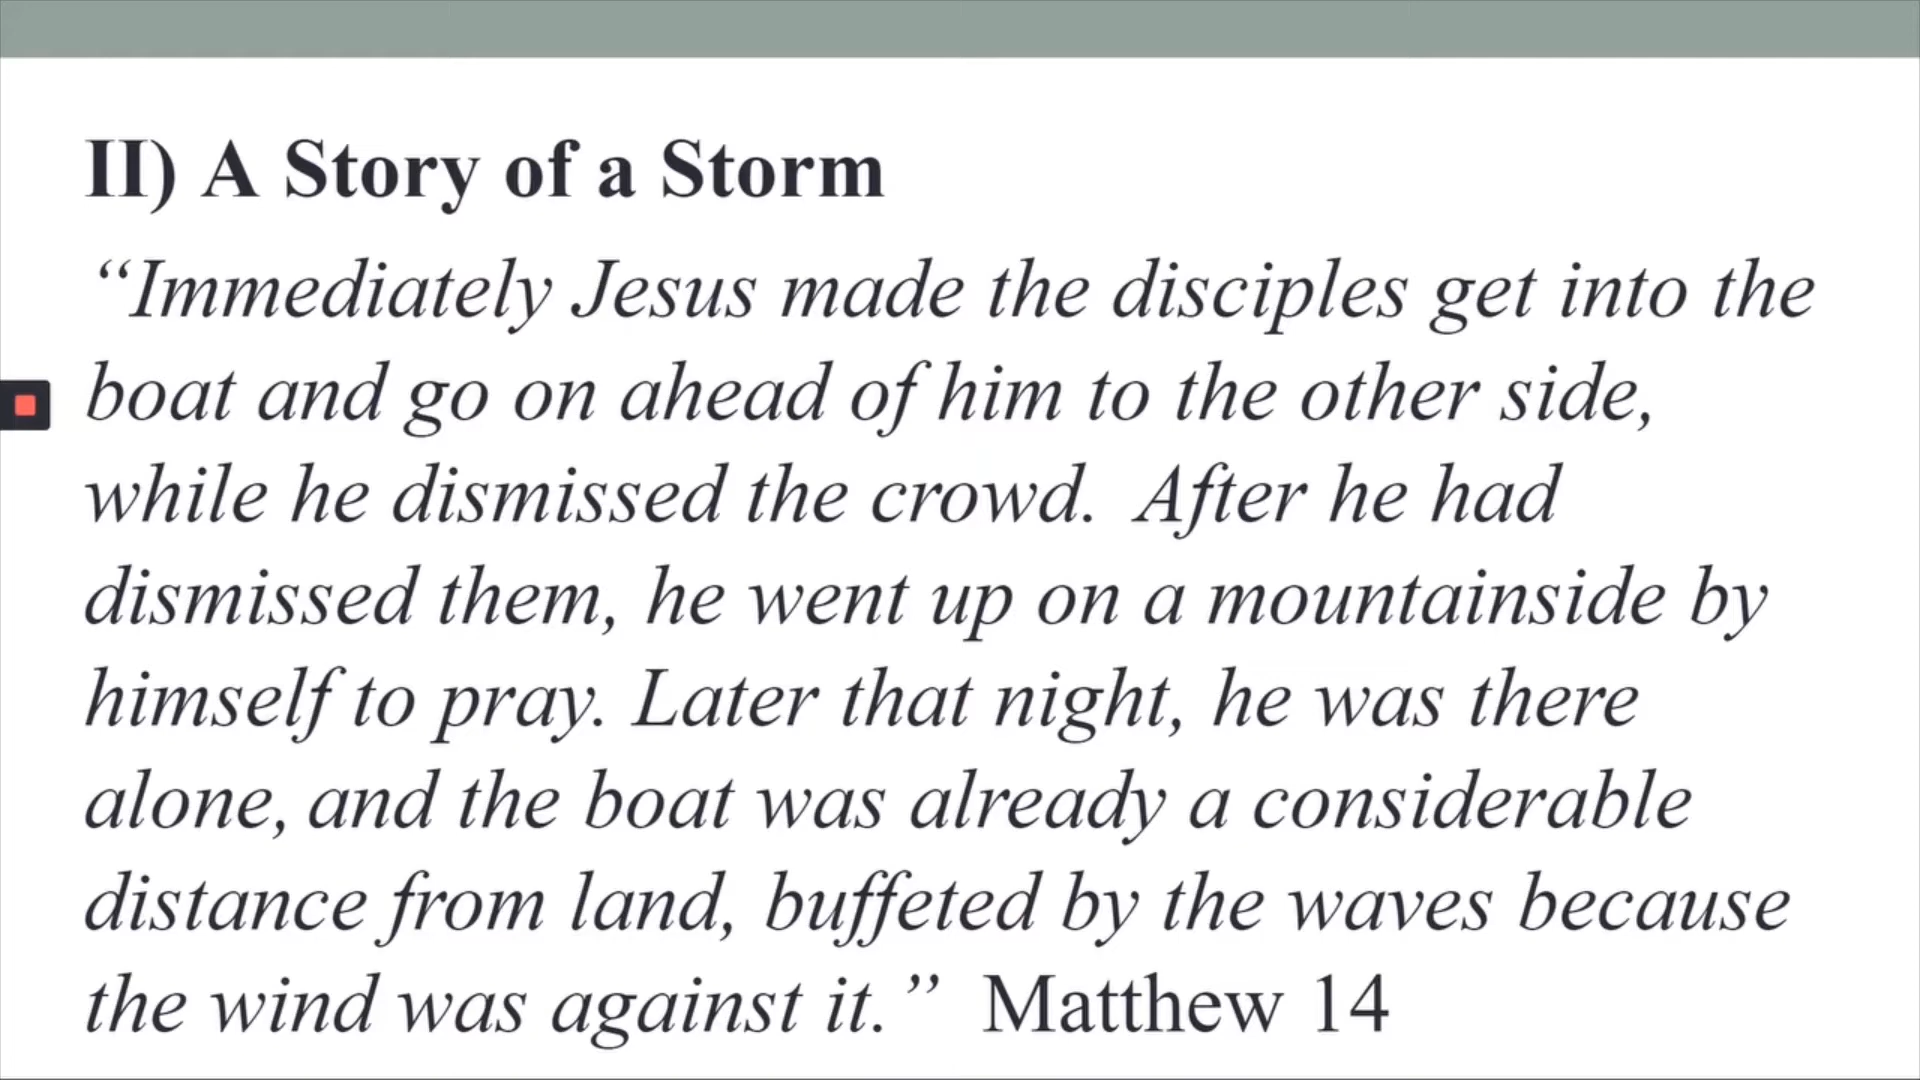 II) A Story of a Storm
“Immediately Jesus made the disciples get into the
boat and go on ahead of him to the other side,
while he dismissed the crowd.  After he had
dismissed them, he went up on a mountainside by
himself to pray. Later that night, he was there
alone, and the boat was already a considerable
distance from land, buffeted by the waves because
the wind was against it.”  Matthew 14